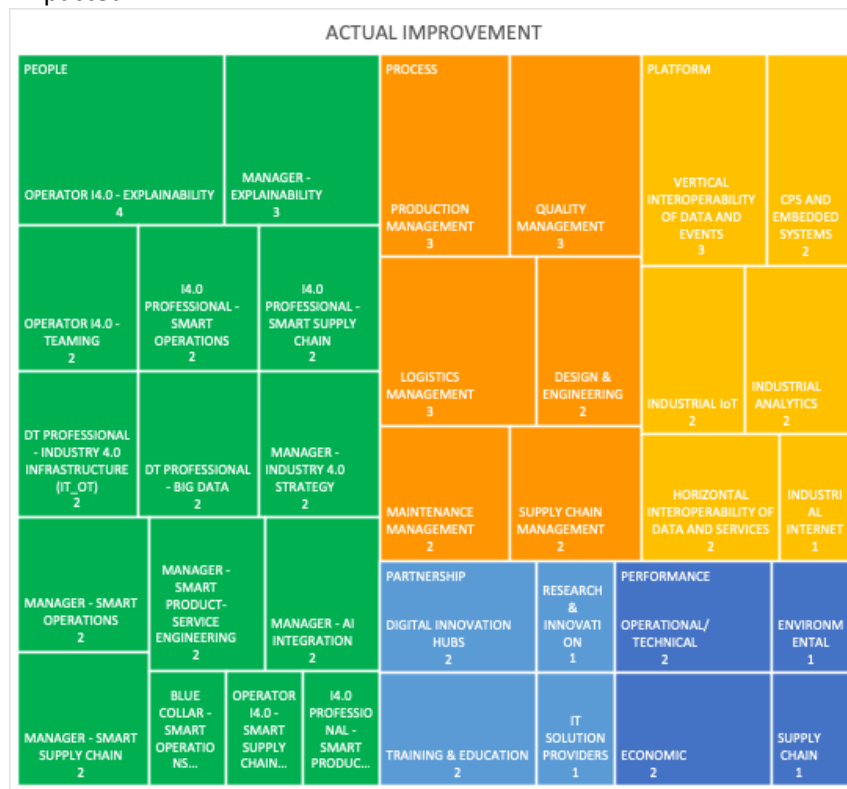 ACTUAL IMPROVEMENT
PEOPLE
OPERATOR I4.0 - EXPLAINABILITY
4
MANAGER -
EXPLAINABILITY
3
OPERATOR I4.0 -
TEAMING
2
I4.0
PROFESSIONAL -
SMART
OPERATIONS
2
I4.0
PROFESSIONAL -
SMART SUPPLY
CHAIN
2
DT PROFESSIONAL
- INDUSTRY 4.0
INFRASTRUCTURE
(IT_OT)
2
DT PROFESSIONAL
- BIG DATA
2
MANAGER -
INDUSTRY 4.0
STRATEGY
2
MANAGER - SMART
OPERATIONS
2
MANAGER -
SMART
PRODUCT-
SERVICE
ENGINEERING
2
MANAGER - AI
INTEGRATION
2
MANAGER - SMART
SUPPLY CHAIN
2
BLUE
COLLAR -
SMART
OPERATIO
NS...
OPERATOR
I4.0 -
SMART
SUPPLY
CHAIN...
I4.0
PROFESSIO
NAL -
SMART
PRODUC...
PROCESS
PRODUCTION
MANAGEMENT
3
QUALITY
MANAGEMENT
3
LOGISTICS
MANAGEMENT
3
DESIGN &
ENGINEERING
2
MAINTENANCE
MANAGEMENT
2
SUPPLY CHAIN
MANAGEMENT
2
PLATFORM
VERTICAL
INTEROPERABILITY
OF DATA AND
EVENTS
3
CPS AND
EMBEDDED
SYSTEMS
2
INDUSTRIAL IoT
2
INDUSTRIAL
ANALYTICS
2
HORIZONTAL
INTEROPERABILITY OF
DATA AND SERVICES
2
INDUSTRI
AL
INTERNET
1
PARTNERSHIP
DIGITAL INNOVATION
HUBS
2
RESEARCH
&
INNOVATI
ON
1
TRAINING & EDUCATION
2
IT
SOLUTION
PROVIDERS
1
PERFORMANCE
OPERATIONAL/
TECHNICAL
2
ENVIRONM
ENTAL
1
ECONOMIC
2
SUPPLY
CHAIN
1